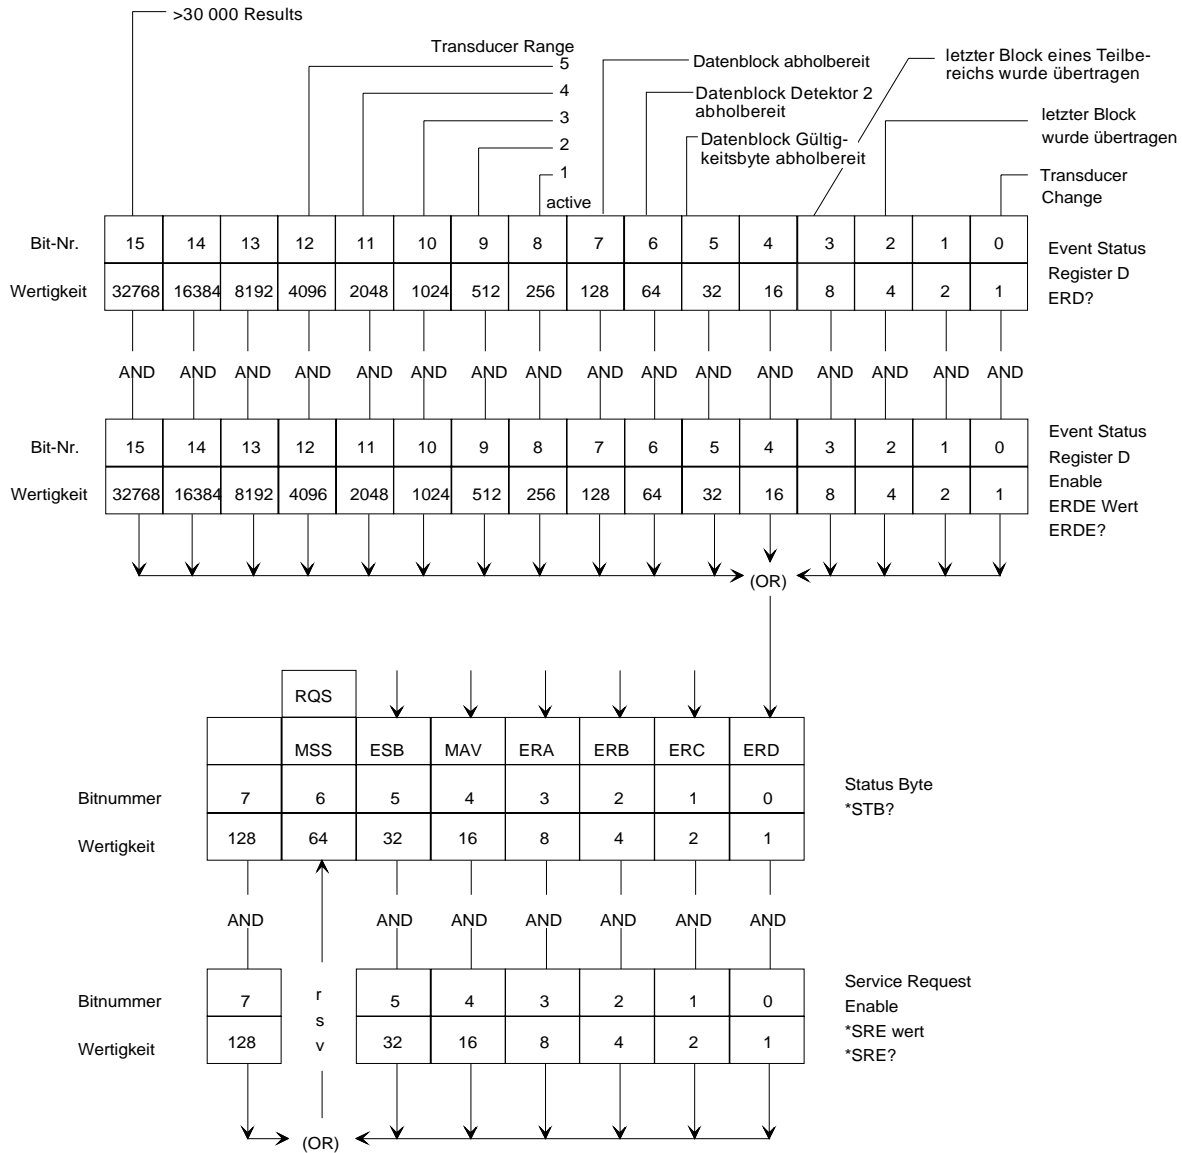 >30 000 Results
Transducer Range
5
4
3
2
1
active
Datenblock abholbereit
Datenblock Detektor 2
abholbereit
Datenblock Gültig-
keitsbyte abholbereit
letzter Block eines Teilbe-
reichs wurde übertragen
letzter Block
wurde übertragen
Transducer
Change
Bit-Nr. 15 14 13 12 11 10 9 8 7 6 5 4 3 2 1 0
Wertigkeit 32768 16384 8192 4096 2048 1024 512 256 128 64 32 16 8 4 2 1
Event Status
Register D
ERD?
AND AND AND AND AND AND AND AND AND AND AND AND AND AND AND AND
Bit-Nr. 15 14 13 12 11 10 9 8 7 6 5 4 3 2 1 0
Wertigkeit 32768 16384 8192 4096 2048 1024 512 256 128 64 32 16 8 4 2 1
Event Status
Register D
Enable
ERDE Wert
ERDE?
(OR)
RQS
MSS ESB MAV ERA ERB ERC ERD
Bitnummer 7 6 5 4 3 2 1 0
Wertigkeit 128 64 32 16 8 4 2 1
Status Byte
*STB?
AND AND AND AND AND AND AND
Bitnummer 7 5 4 3 2 1 0
Wertigkeit 128 32 16 8 4 2 1
r
s
v
Service Request
Enable
*SRE wert
*SRE?
(OR)